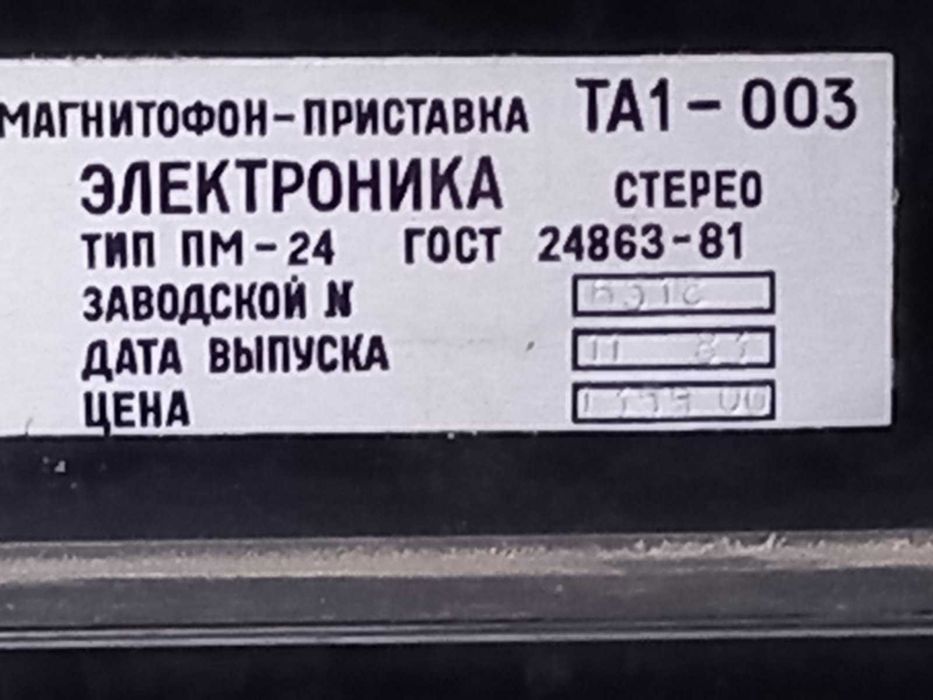 МАГНИТОФОН-ПРИСТАВКА ТА1-003
ЭЛЕКТРОНИКА СТЕРЕО
ТИП ПМ-24 ГОСТ 24863-81
ЗАВОДСКОЙ N
ДАТА ВЫПУСКА
ЦЕНА